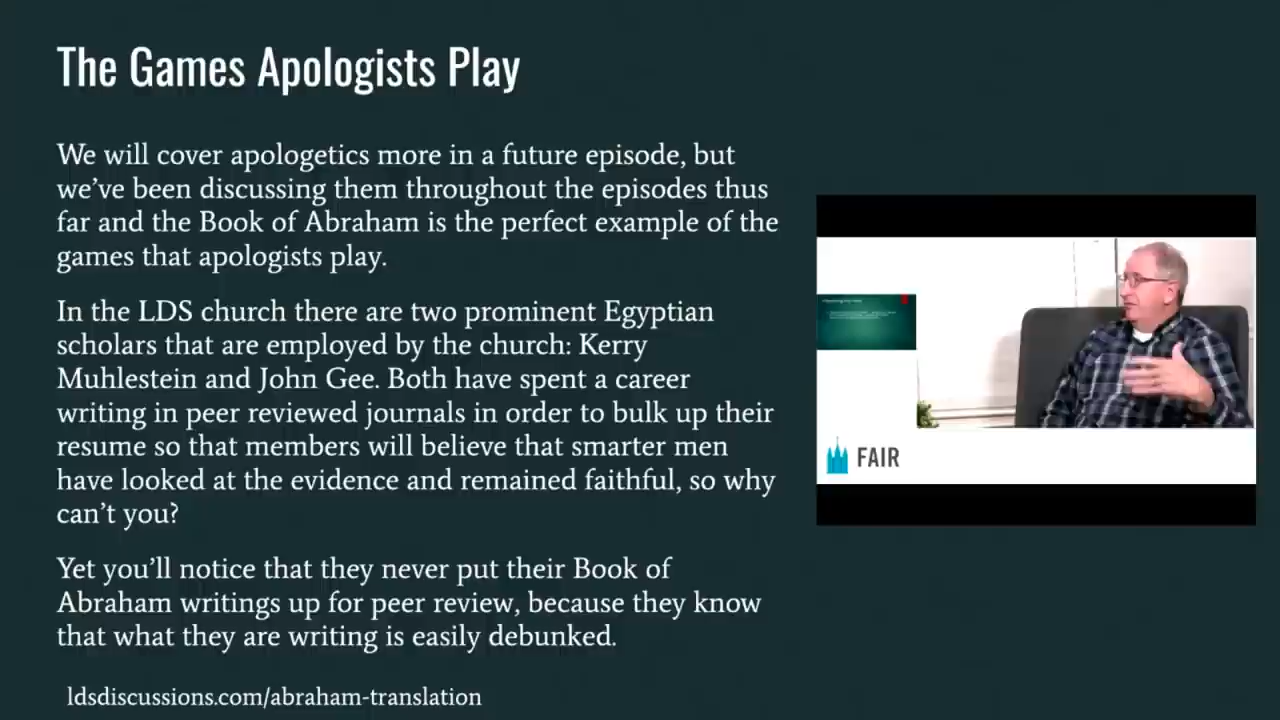 The Games Apologists Play
We will cover apologetics more in a future episode, but
we've been discussing them throughout the episodes thus
far and the Book of Abraham is the perfect example of the
games that apologists play.
In the LDS church there are two prominent Egyptian
scholars that are employed by the church: Kerry
Muhlestein and John Gee. Both have spent a career
writing in peer reviewed journals in order to bulk up their
resume so that members will believe that smarter men
have looked at the evidence and remained faithful, so why
can't you?
Yet you'll notice that they never put their Book of
Abraham writings up for peer review, because they know
that what they are writing is easily debunked.
ldsdiscussions.com/abraham-translation
FAIR